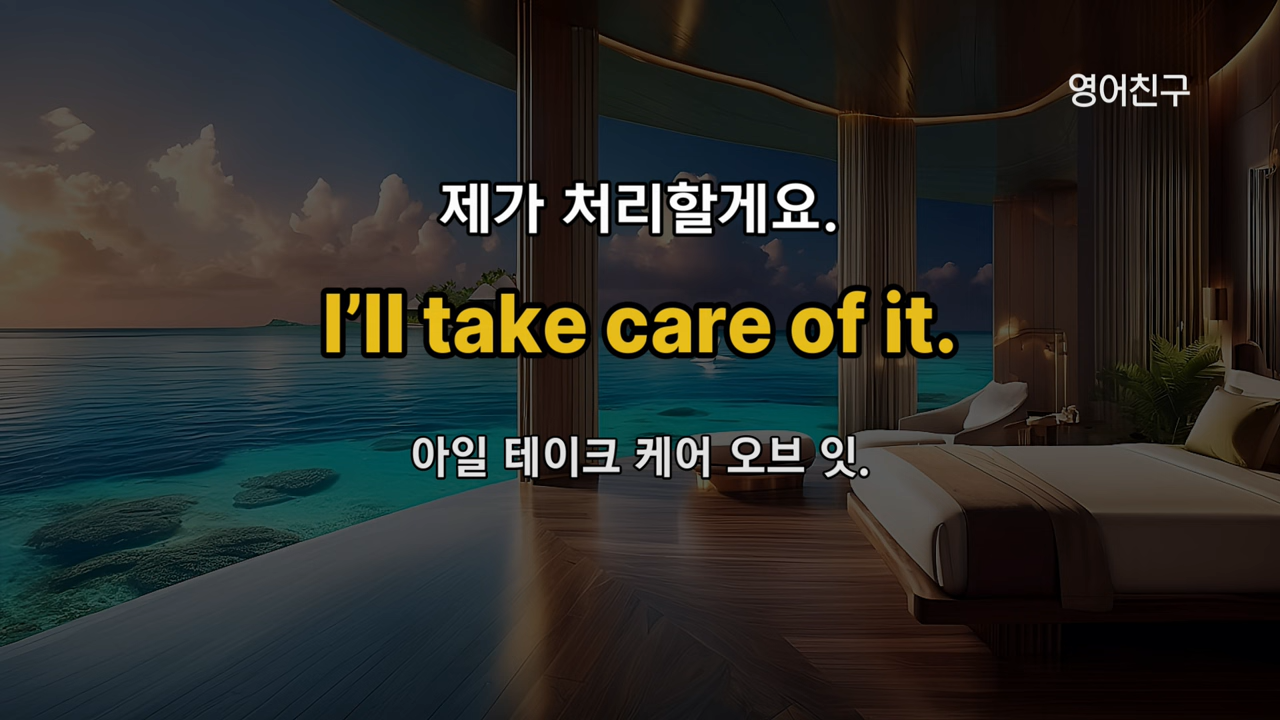 영어친구
제가 처리할게요.
I’ll take care of it.
아일 테이크 케어 오브 잇.